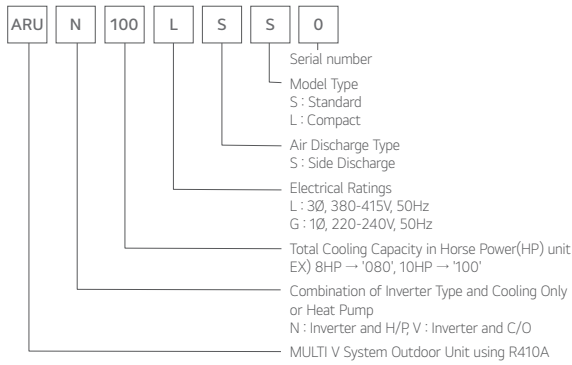 ARU N 100 L S S 0
Serial number
Model Type
S : Standard
L : Compact
Air Discharge Type
S : Side Discharge
Electrical Ratings
L : 3Ø, 380-415V, 50Hz
G : 1Ø, 220-240V, 50Hz
Total Cooling Capacity in Horse Power(HP) unit
EX) 8HP → '080', 10HP → '100'
Combination of Inverter Type and Cooling Only
or Heat Pump
N : Inverter and H/P, V : Inverter and C/O
MULTI V System Outdoor Unit using R410A